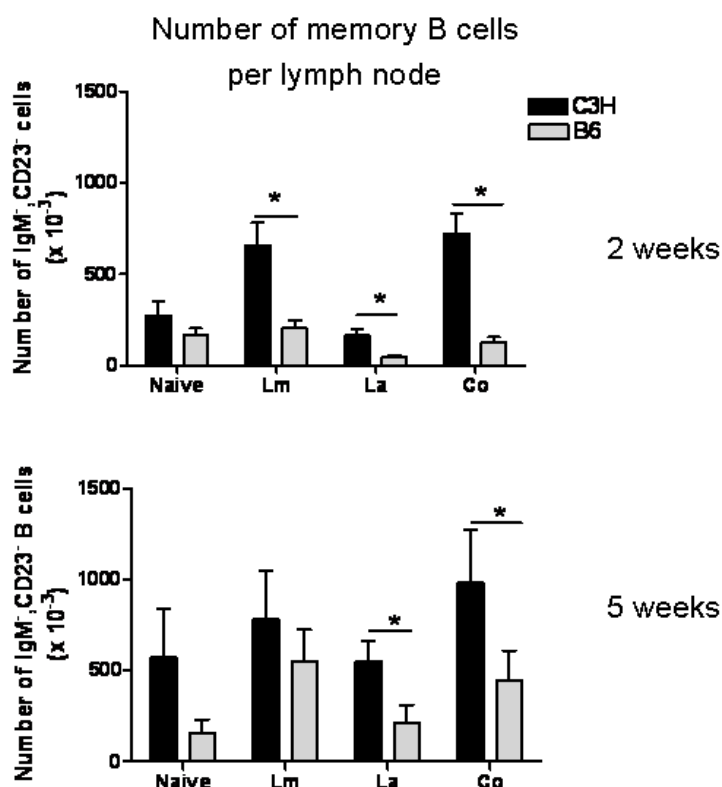 Number of memory B cells
per lymph node
Number of IgM⁻,CD23⁻ cells
(x 10⁻³)
1500
1000
500
0
C3H
B6
*
*
*
2 weeks
Naive Lm La Co
Number of IgM⁻,CD23⁻ B cells
(x 10⁻³)
1500
1000
500
0
*
*
5 weeks
Naive Lm La Co